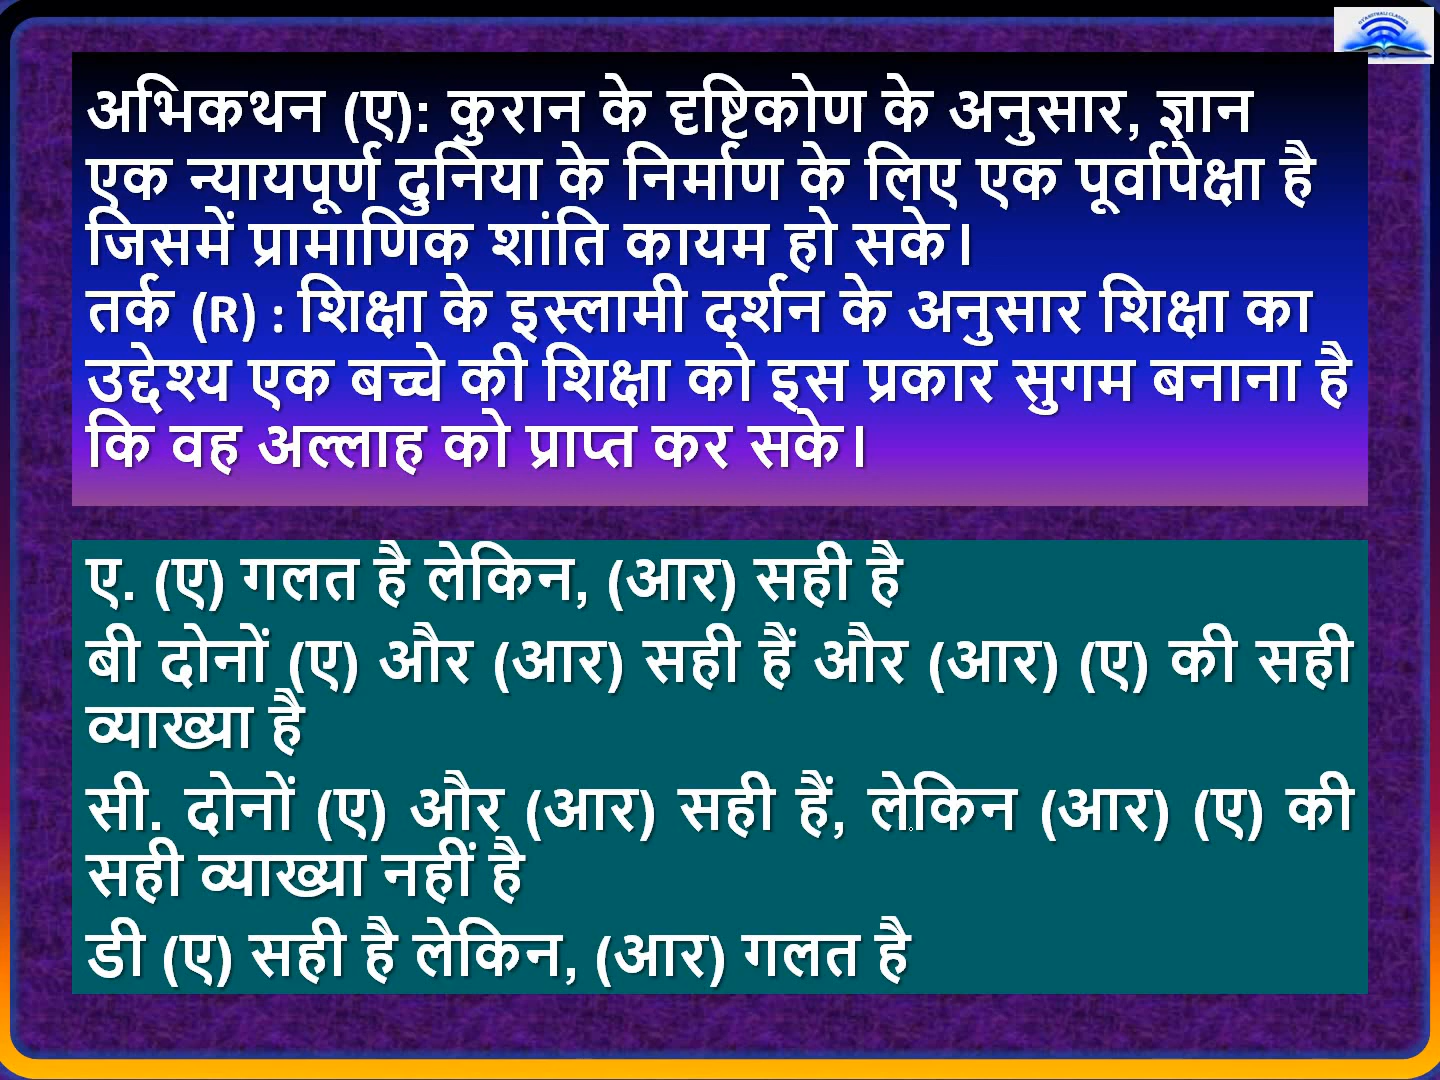 अभिकथन (ए): कुरान के दृष्टिकोण के अनुसार, ज्ञान
एक न्यायपूर्ण दुनिया के निर्माण के लिए एक पूर्वापेक्षा है
जिसमें प्रामाणिक शांति कायम हो सके।
तर्क (R) : शिक्षा के इस्लामी दर्शन के अनुसार शिक्षा का
उद्देश्य एक बच्चे की शिक्षा को इस प्रकार सुगम बनाना है
कि वह अल्लाह को प्राप्त कर सके।
ए. (ए) गलत है लेकिन, (आर) सही है
बी दोनों (ए) और (आर) सही हैं और (आर) (ए) की सही
व्याख्या है
सी. दोनों (ए) और (आर) सही हैं, लेकिन (आर) (ए) की
सही व्याख्या नहीं है
डी (ए) सही है लेकिन, (आर) गलत है